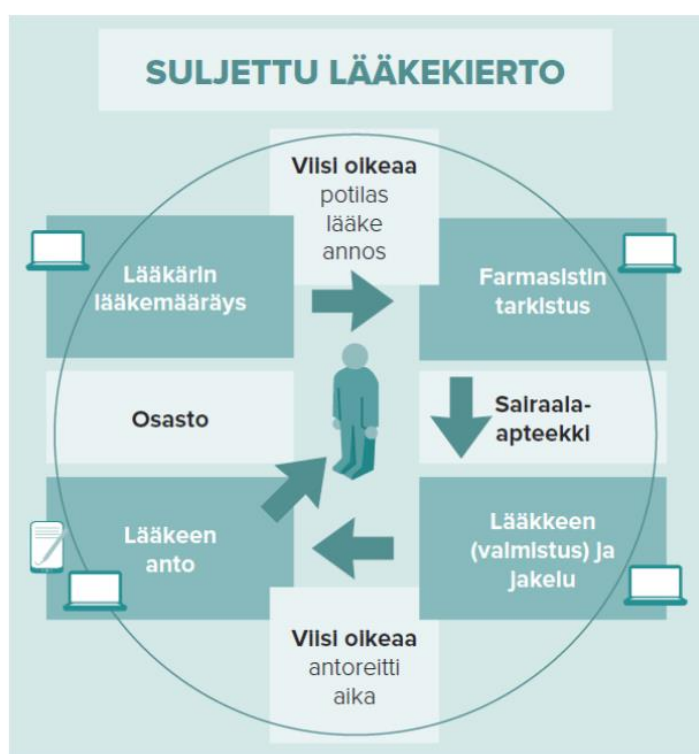 SULJETTU LÄÄKEKIERTO
Viisi oikeaa
potilas
lääke
annos
Lääkärin
lääkemääräys
Farmasistin
tarkistus
Osasto
Sairaala-
apteekki
Lääkeen
anto
Lääkkeen
(valmistus) ja
jakelu
Viisi oikeaa
antoreitti
aika